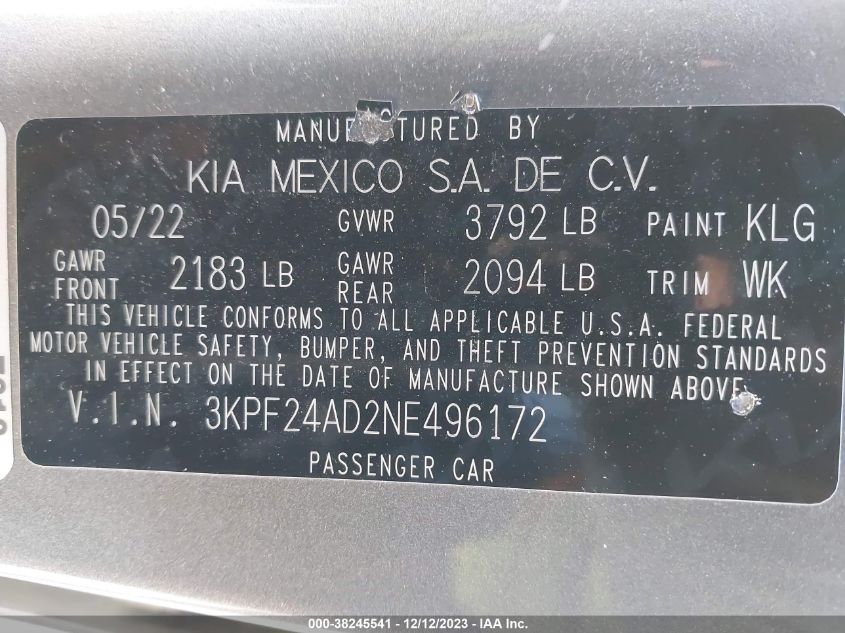 MANUFACTURED BY
KIA MEXICO S.A. DE C.V.
05/22 GVWR 3792 LB PAINT KLG
GAWR FRONT 2183 LB GAWR REAR 2094 LB TRIM WK
THIS VEHICLE CONFORMS TO ALL APPLICABLE U.S.A. FEDERAL
MOTOR VEHICLE SAFETY, BUMPER, AND THEFT PREVENTION STANDARDS
IN EFFECT ON THE DATE OF MANUFACTURE SHOWN ABOVE.
V.I.N. 3KPF24AD2NE496172
PASSENGER CAR
000-38245541 - 12/12/2023 - IAA Inc.